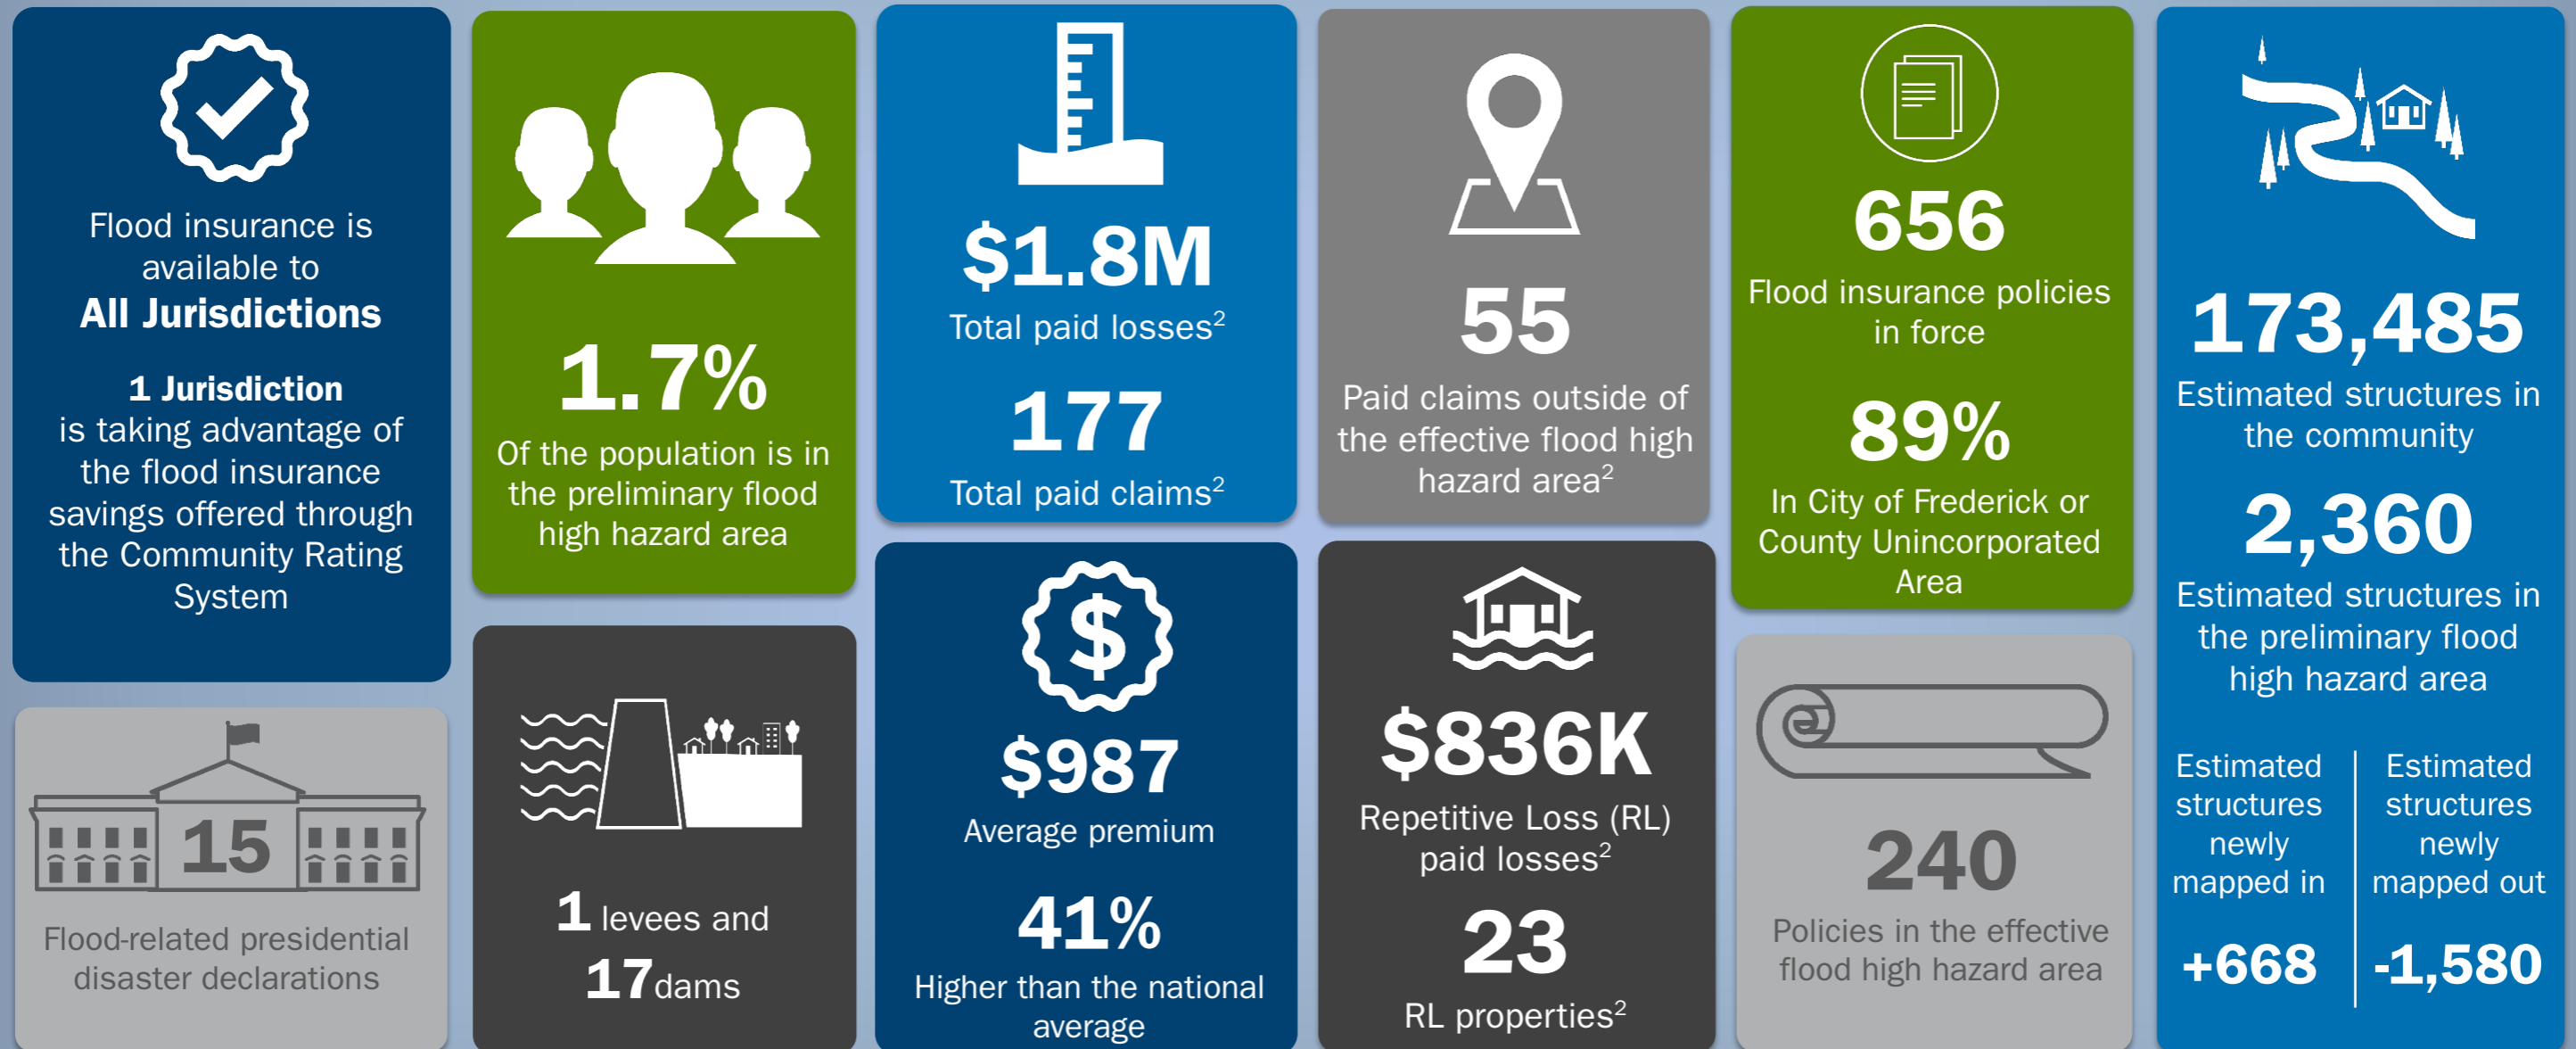 Flood insurance is
available to
All Jurisdictions
1 Jurisdiction
is taking advantage of
the flood insurance
savings offered through
the Community Rating
System
15
Flood-related presidential
disaster declarations
1.7%
Of the population is in
the preliminary flood
high hazard area
1 levees and
17dams
$1.8M
Total paid losses²
177
Total paid claims²
$
$987
Average premium
41%
Higher than the national
average
55
Paid claims outside of
the effective flood high
hazard area²
$836K
Repetitive Loss (RL)
paid losses²
23
RL properties²
656
Flood insurance policies
in force
89%
In City of Frederick or
County Unincorporated
Area
240
Policies in the effective
flood high hazard area
173,485
Estimated structures in
the community
2,360
Estimated structures in
the preliminary flood
high hazard area
Estimated
structures
newly
mapped in
+668
Estimated
structures
newly
mapped out
-1,580